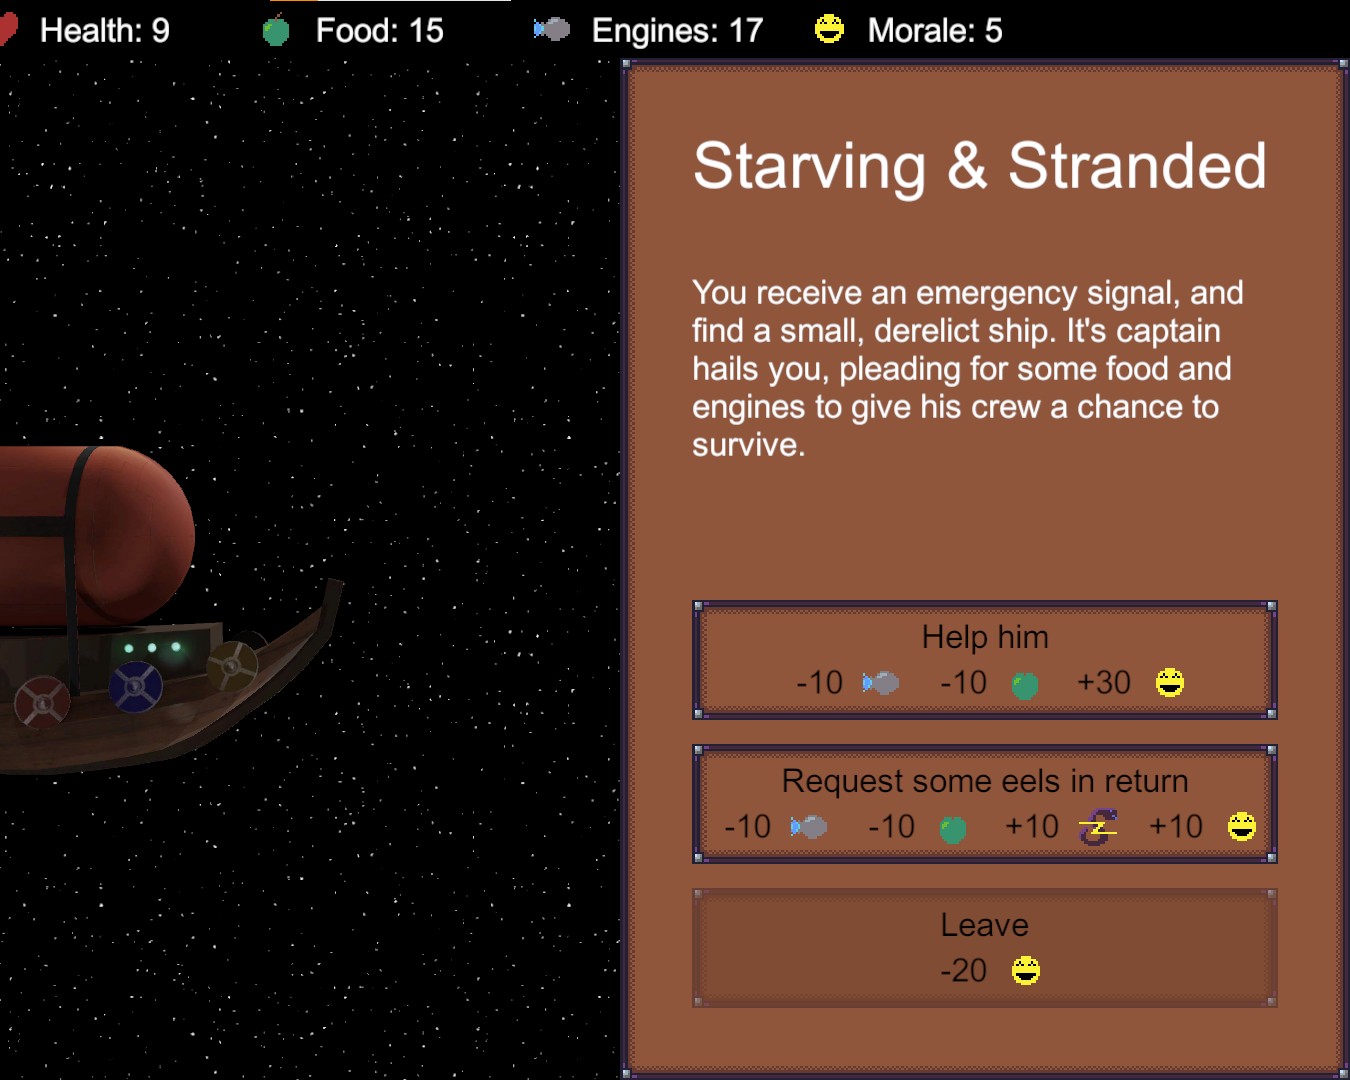 Health: 9 Food: 15 Engines: 17 Morale: 5
Starving & Stranded
You receive an emergency signal, and
find a small, derelict ship. It's captain
hails you, pleading for some food and
engines to give his crew a chance to
survive.
Help him
-10 -10 +30
Request some eels in return
-10 -10 +10 +10
Leave
-20